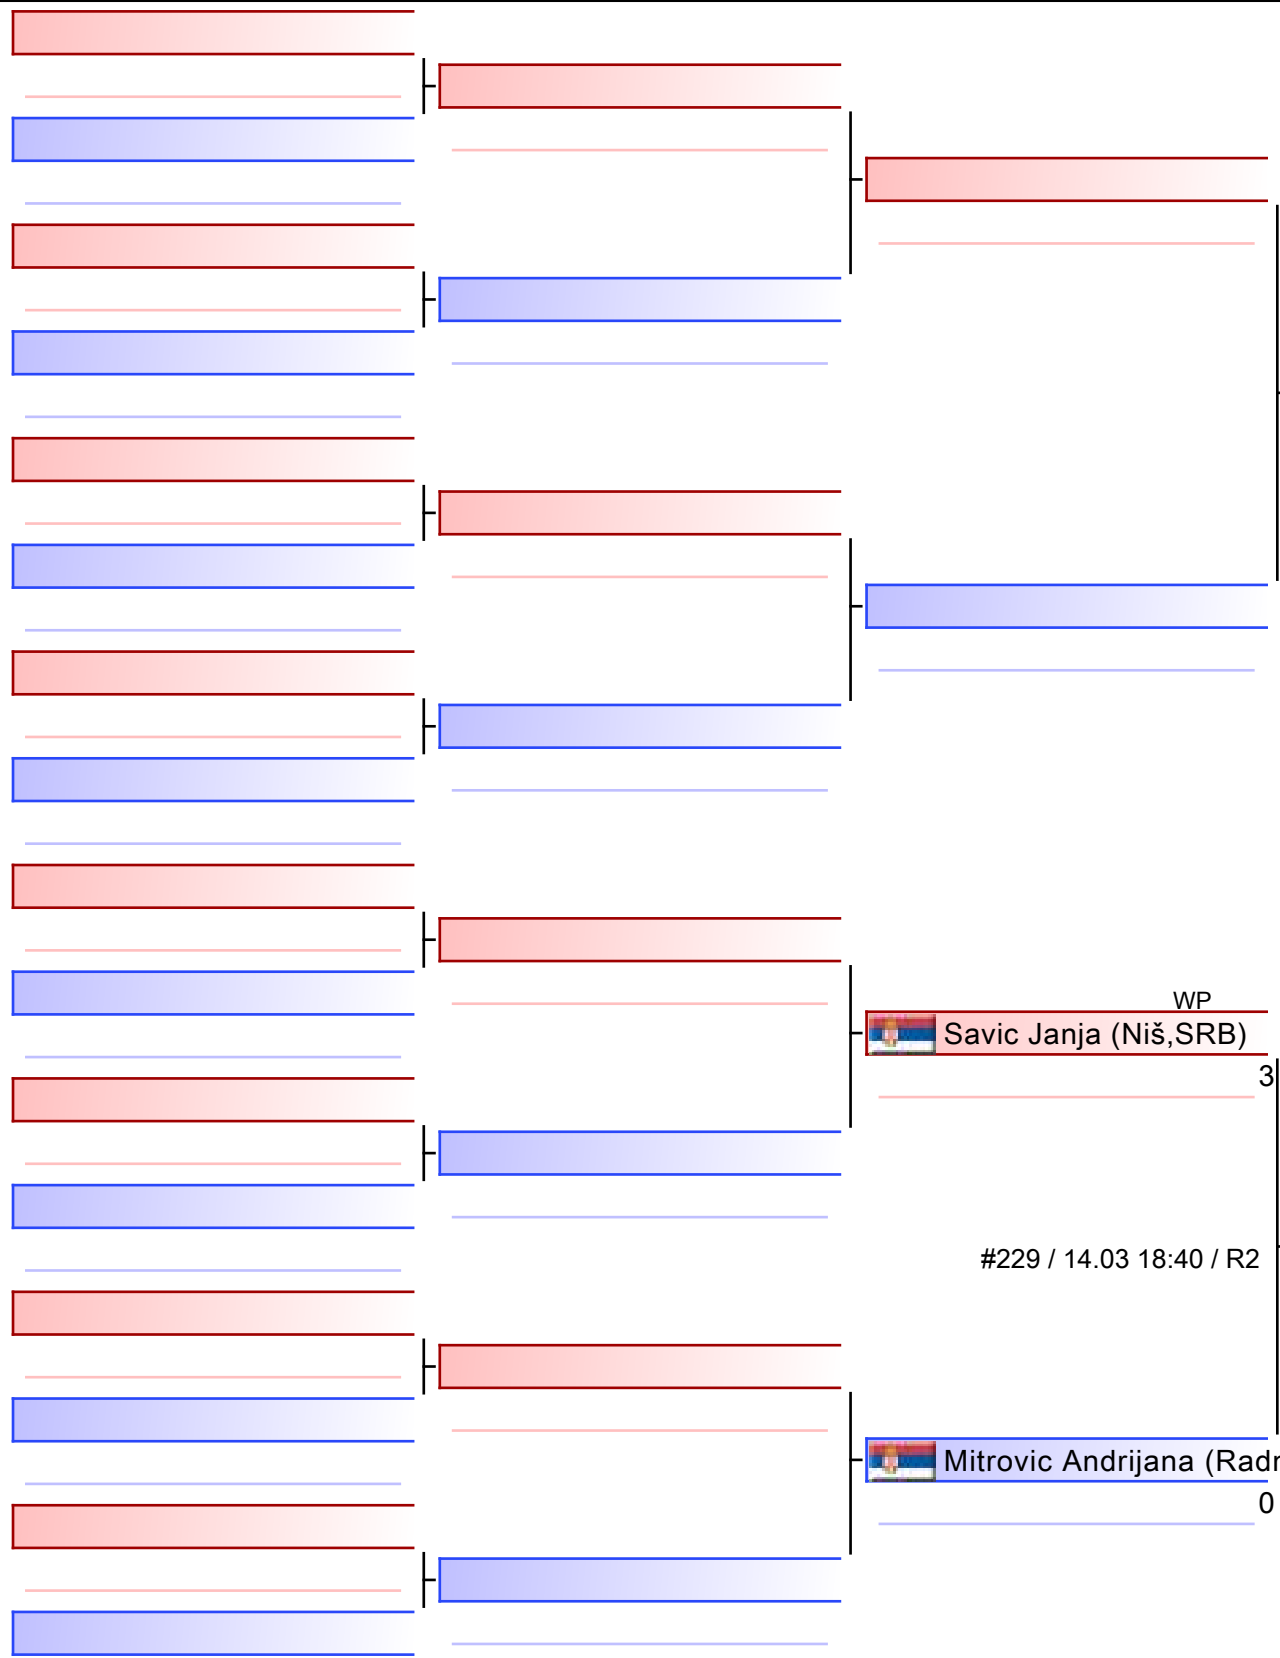 WP
Savic Janja (Niš,SRB)
3
#229 / 14.03 18:40 / R2
Mitrovic Andrijana
0